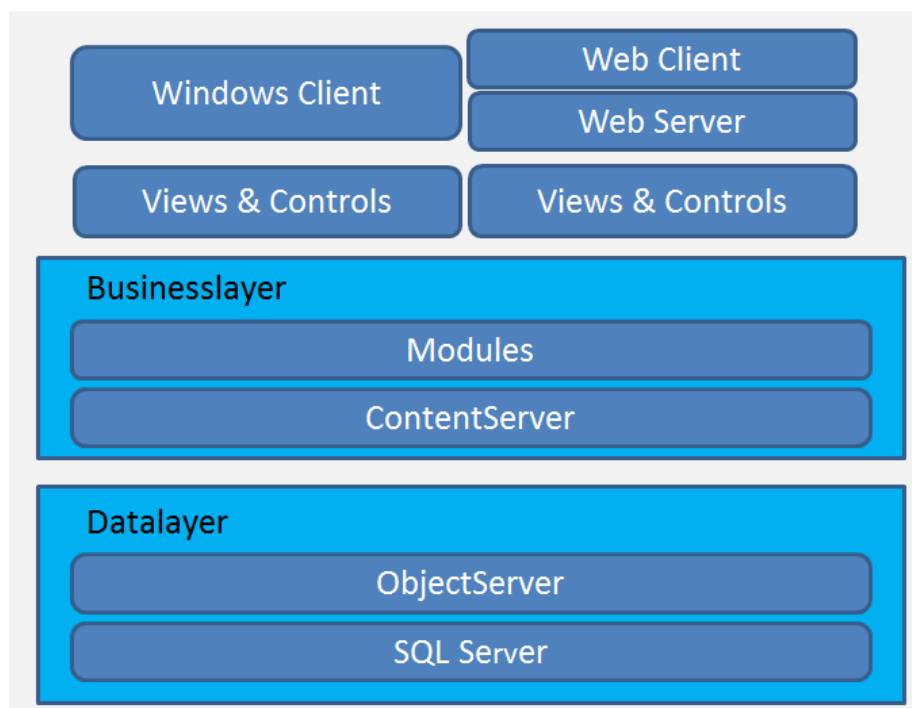 Windows Client
Web Client
Web Server
Views & Controls
Views & Controls
Businesslayer
Modules
ContentServer
Datalayer
ObjectServer
SQL Server